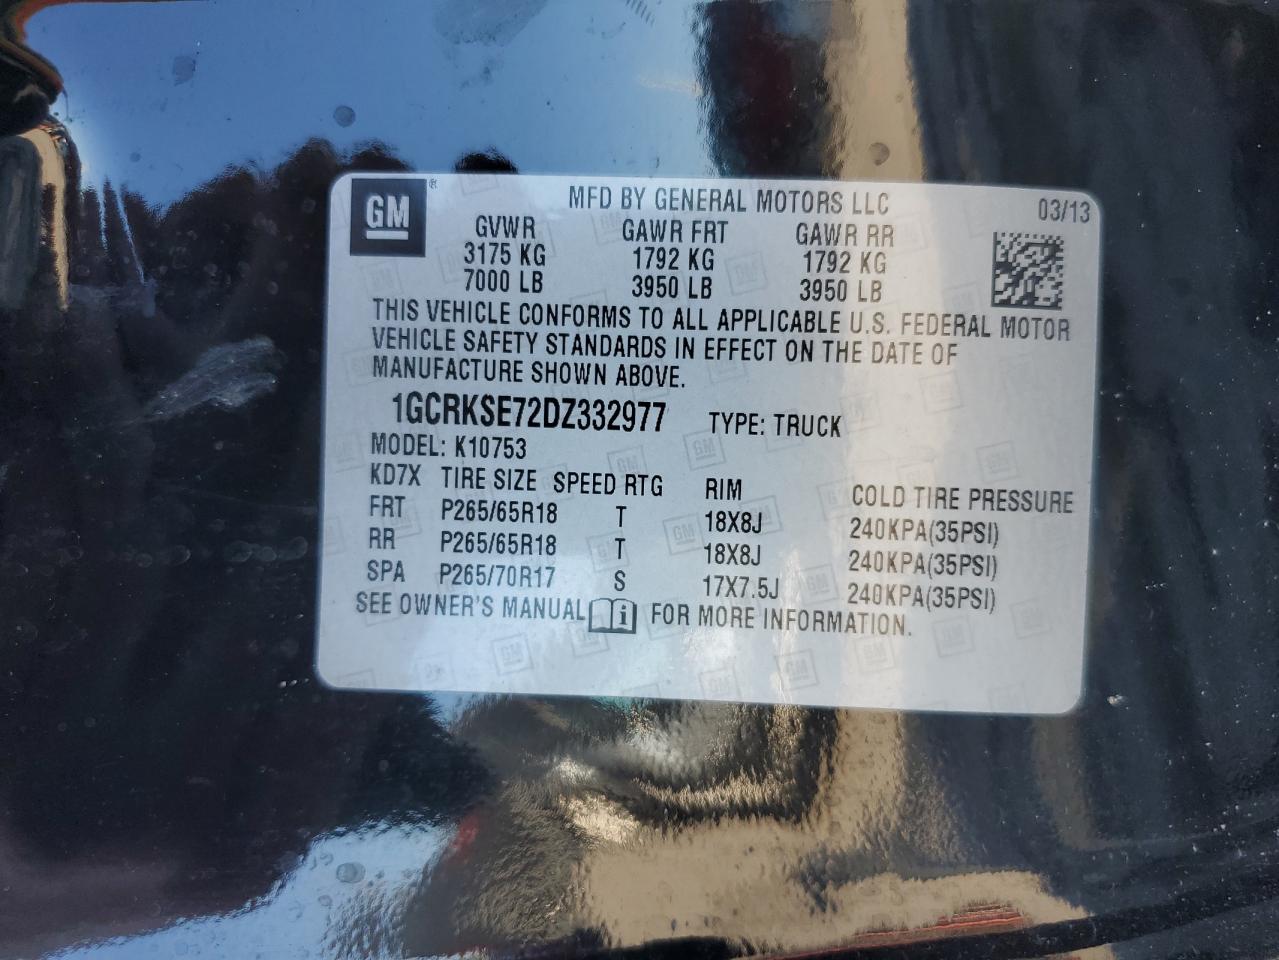 GM®
MFD BY GENERAL MOTORS LLC 03/13
GVWR GAWR FRT GAWR RR
3175 KG 1792 KG 1792 KG
7000 LB 3950 LB 3950 LB
THIS VEHICLE CONFORMS TO ALL APPLICABLE U.S. FEDERAL MOTOR
VEHICLE SAFETY STANDARDS IN EFFECT ON THE DATE OF
MANUFACTURE SHOWN ABOVE.
1GCRKSE72DZ332977 TYPE: TRUCK
MODEL: K10753
KD7X TIRE SIZE SPEED RTG RIM COLD TIRE PRESSURE
FRT P265/65R18 T 18X8J 240KPA(35PSI)
RR P265/65R18 T 18X8J 240KPA(35PSI)
SPA P265/70R17 S 17X7.5J 240KPA(35PSI)
SEE OWNER'S MANUAL i FOR MORE INFORMATION.